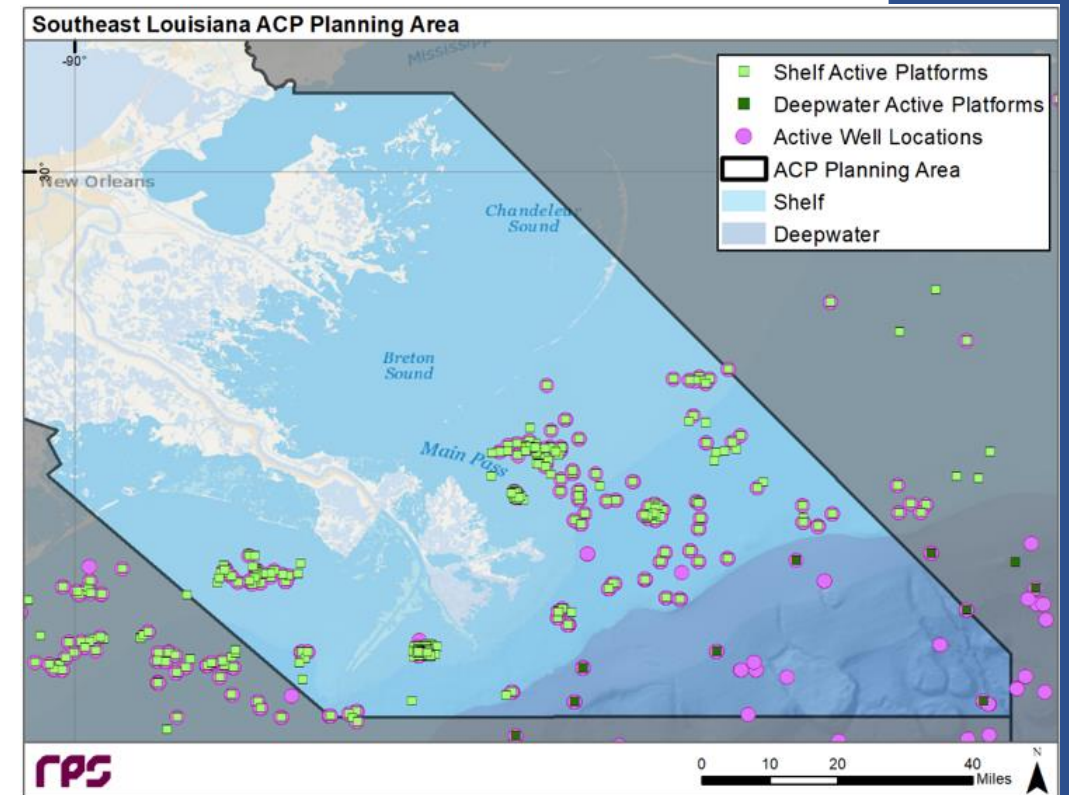 Southeast Louisiana ACP Planning Area
-90°
Mississipp
Shelf Active Platforms
Deepwater Active Platforms
Active Well Locations
ACP Planning Area
Shelf
Deepwater
30°
New Orleans
Chandeleur
Sound
Breton
Sound
Main Pass
rps
0 10 20 40
Miles
N